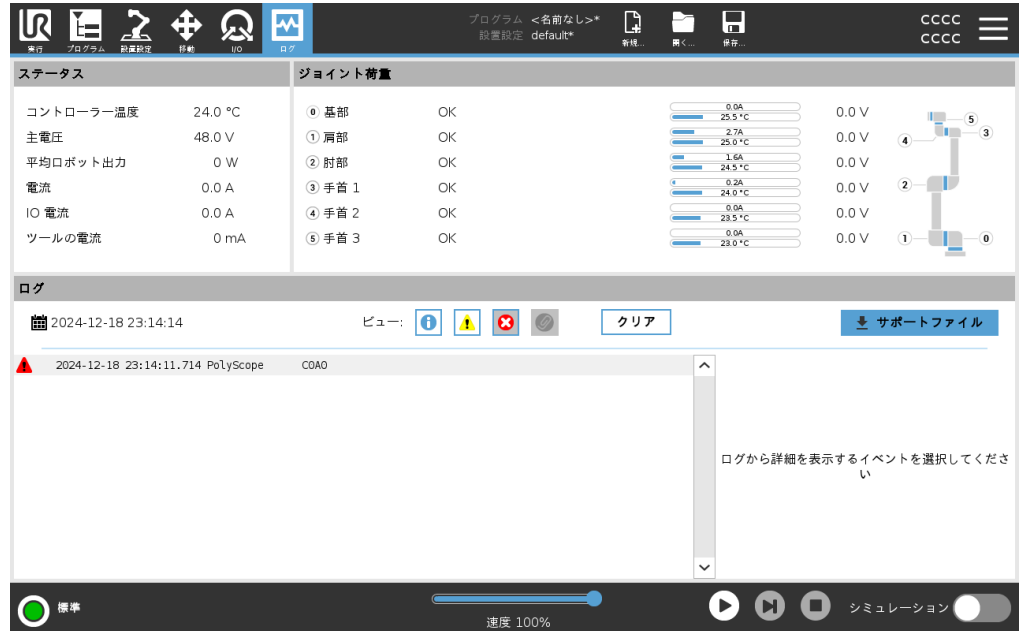 UR
実行
プログラム
設置設定
移動
I/O
ログ
プログラム <名前なし>*
設置設定 default*
新規...
開く...
保存...
CCCC
CCCC
ステータス
コントローラー温度 24.0 °C
主電圧 48.0 V
平均ロボット出力 0 W
電流 0.0 A
IO 電流 0.0 A
ツールの電流 0 mA
ジョイント荷重
0 基部 OK 0.0A 25.5 °C 0.0 V
1 肩部 OK 2.7A 25.0 °C 0.0 V
2 肘部 OK 1.6A 24.5 °C 0.0 V
3 手首 1 OK 0.2A 24.0 °C 0.0 V
4 手首 2 OK 0.0A 23.5 °C 0.0 V
5 手首 3 OK 0.0A 23.0 °C 0.0 V
5
3
4
2
1
0
ログ
2024-12-18 23:14:14
ビュー:
クリア
サポートファイル
2024-12-18 23:14:11.714 PolyScope C0A0
ログから詳細を表示するイベントを選択してくださ
い
標準
速度 100%
シミュレーション